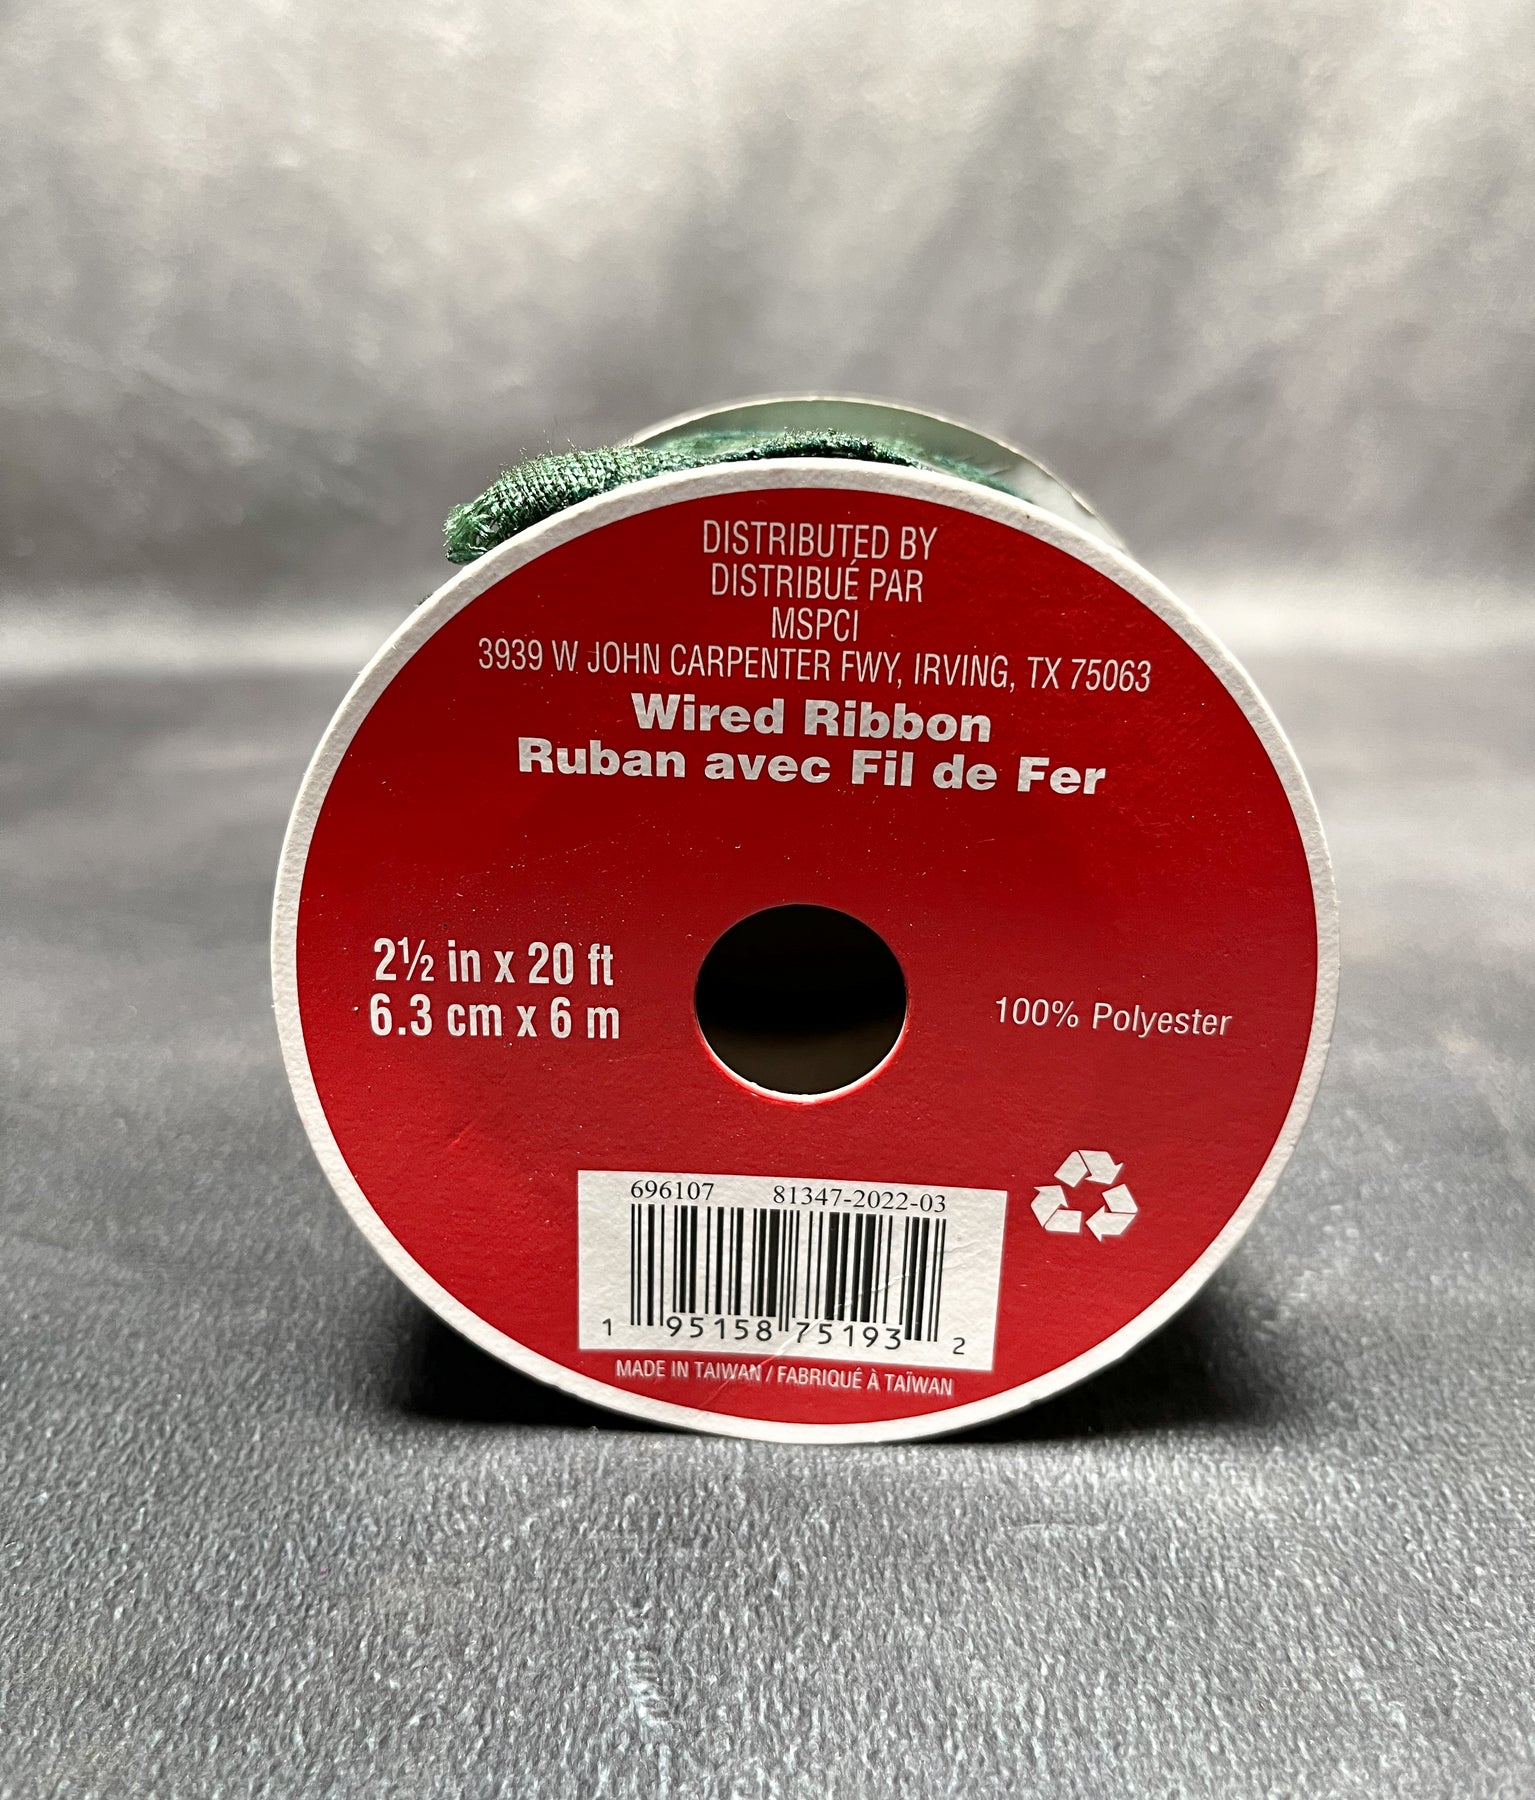 DISTRIBUTED BY
DISTRIBUÉ PAR
MSPCI
3939 W JOHN CARPENTER FWY, IRVING, TX 75063
Wired Ribbon
Ruban avec Fil de Fer
2½ in x 20 ft
6.3 cm x 6 m
100% Polyester
696107 81347-2022-03
1 95158 75193 2
MADE IN TAIWAN / FABRIQUÉ À TAÏWAN